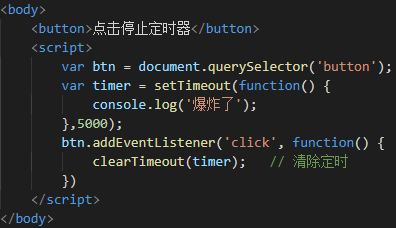 <body>
    <button>点击停止定时器</button>
    <script>
        var btn = document.querySelector('button');
        var timer = setTimeout(function() {
            console.log('爆炸了');
        },5000);
        btn.addEventListener('click', function() {
            clearTimeout(timer);   // 清除定时
        })
    </script>
</body>